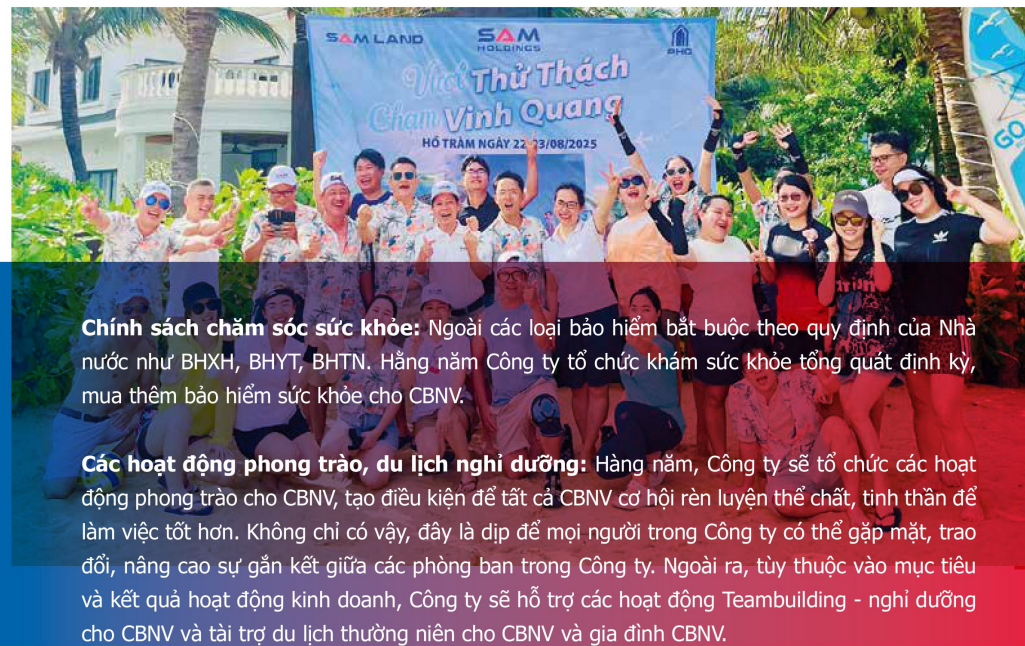 SAM LAND
SAM
HOLDINGS
PHQ
Vượt Thử Thách
Chạm Vinh Quang
HỒ TRÀM NGÀY 22-23/08/2025
GO
Chính sách chăm sóc sức khỏe: Ngoài các loại bảo hiểm bắt buộc theo quy định của Nhà
nước như BHXH, BHYT, BHTN. Hằng năm Công ty tổ chức khám sức khỏe tổng quát định kỳ,
mua thêm bảo hiểm sức khỏe cho CBNV.
Các hoạt động phong trào, du lịch nghỉ dưỡng: Hàng năm, Công ty sẽ tổ chức các hoạt
động phong trào cho CBNV, tạo điều kiện để tất cả CBNV cơ hội rèn luyện thể chất, tinh thần để
làm việc tốt hơn. Không chỉ có vậy, đây là dịp để mọi người trong Công ty có thể gặp mặt, trao
đổi, nâng cao sự gắn kết giữa các phòng ban trong Công ty. Ngoài ra, tùy thuộc vào mục tiêu
và kết quả hoạt động kinh doanh, Công ty sẽ hỗ trợ các hoạt động Teambuilding - nghỉ dưỡng
cho CBNV và tài trợ du lịch thường niên cho CBNV và gia đình CBNV.